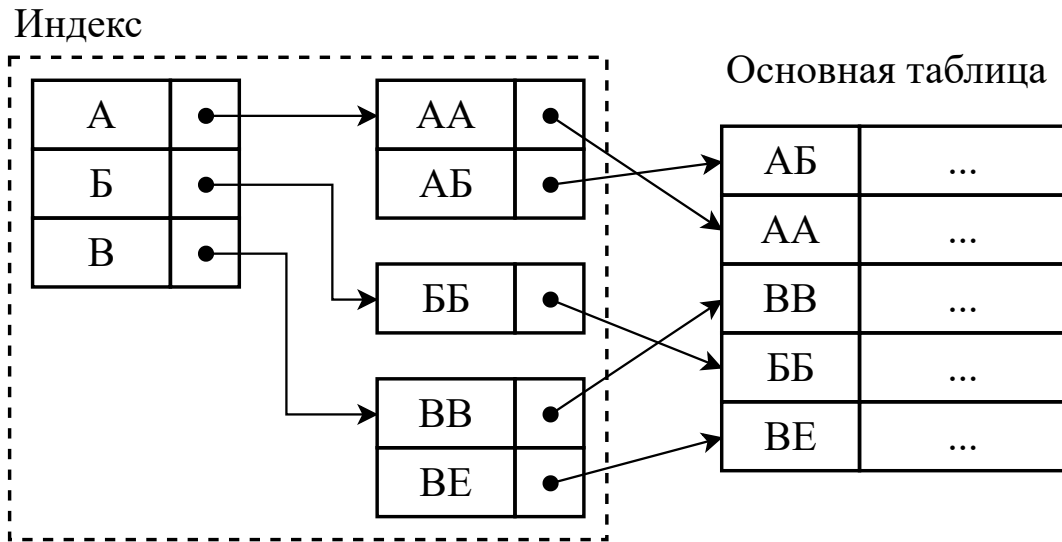 Индекс
А
Б
В
АА
АБ
ББ
ВВ
ВЕ
Основная таблица
АБ ...
АА ...
ВВ ...
ББ ...
ВЕ ...